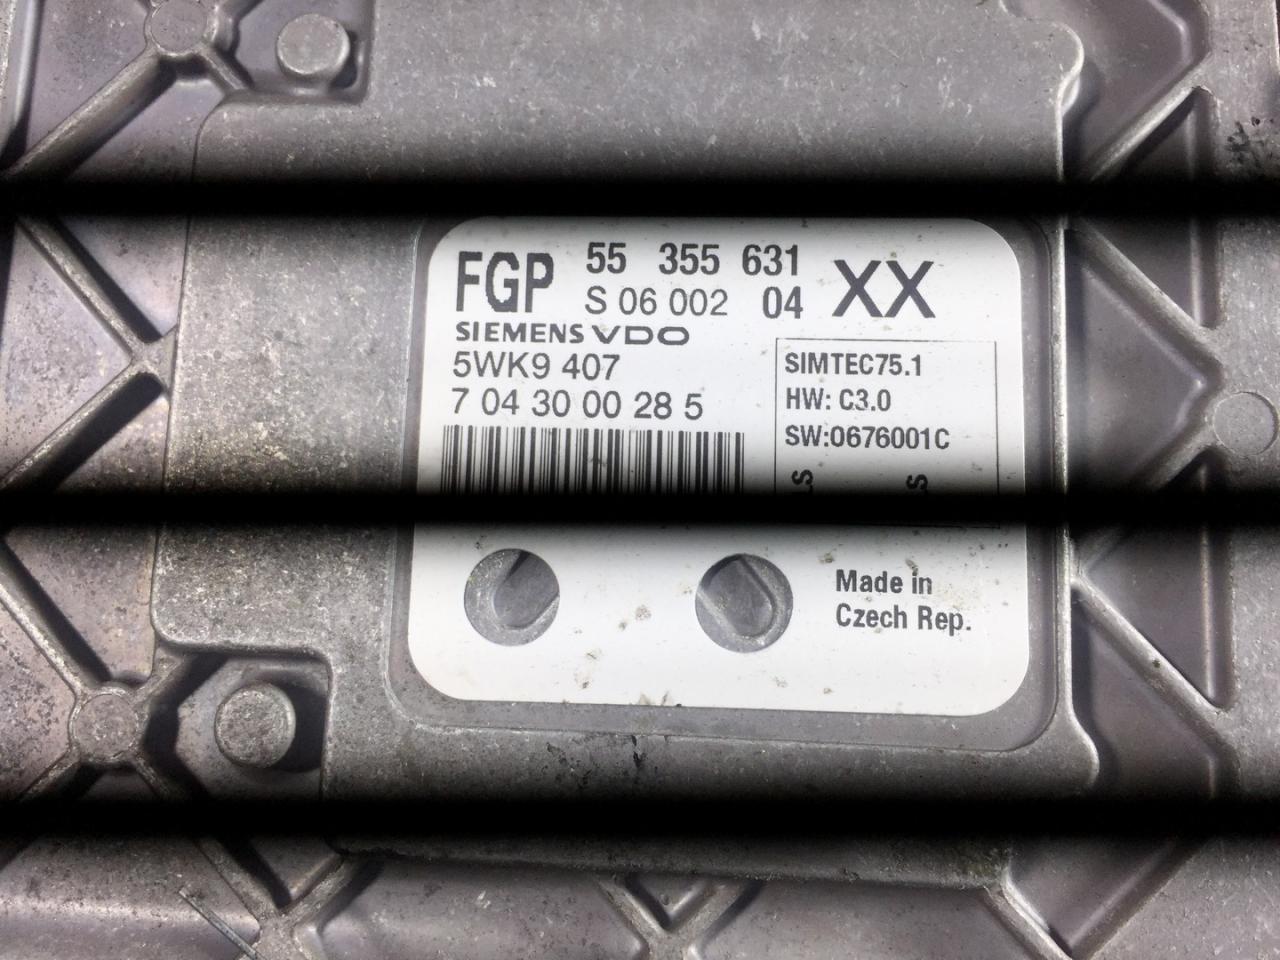 FGP 55 355 631 XX
S 06 002 04
SIEMENS VDO
5WK9 407
7 04 30 00 28 5
SIMTEC75.1
HW: C3.0
SW:0676001C
Made in
Czech Rep.